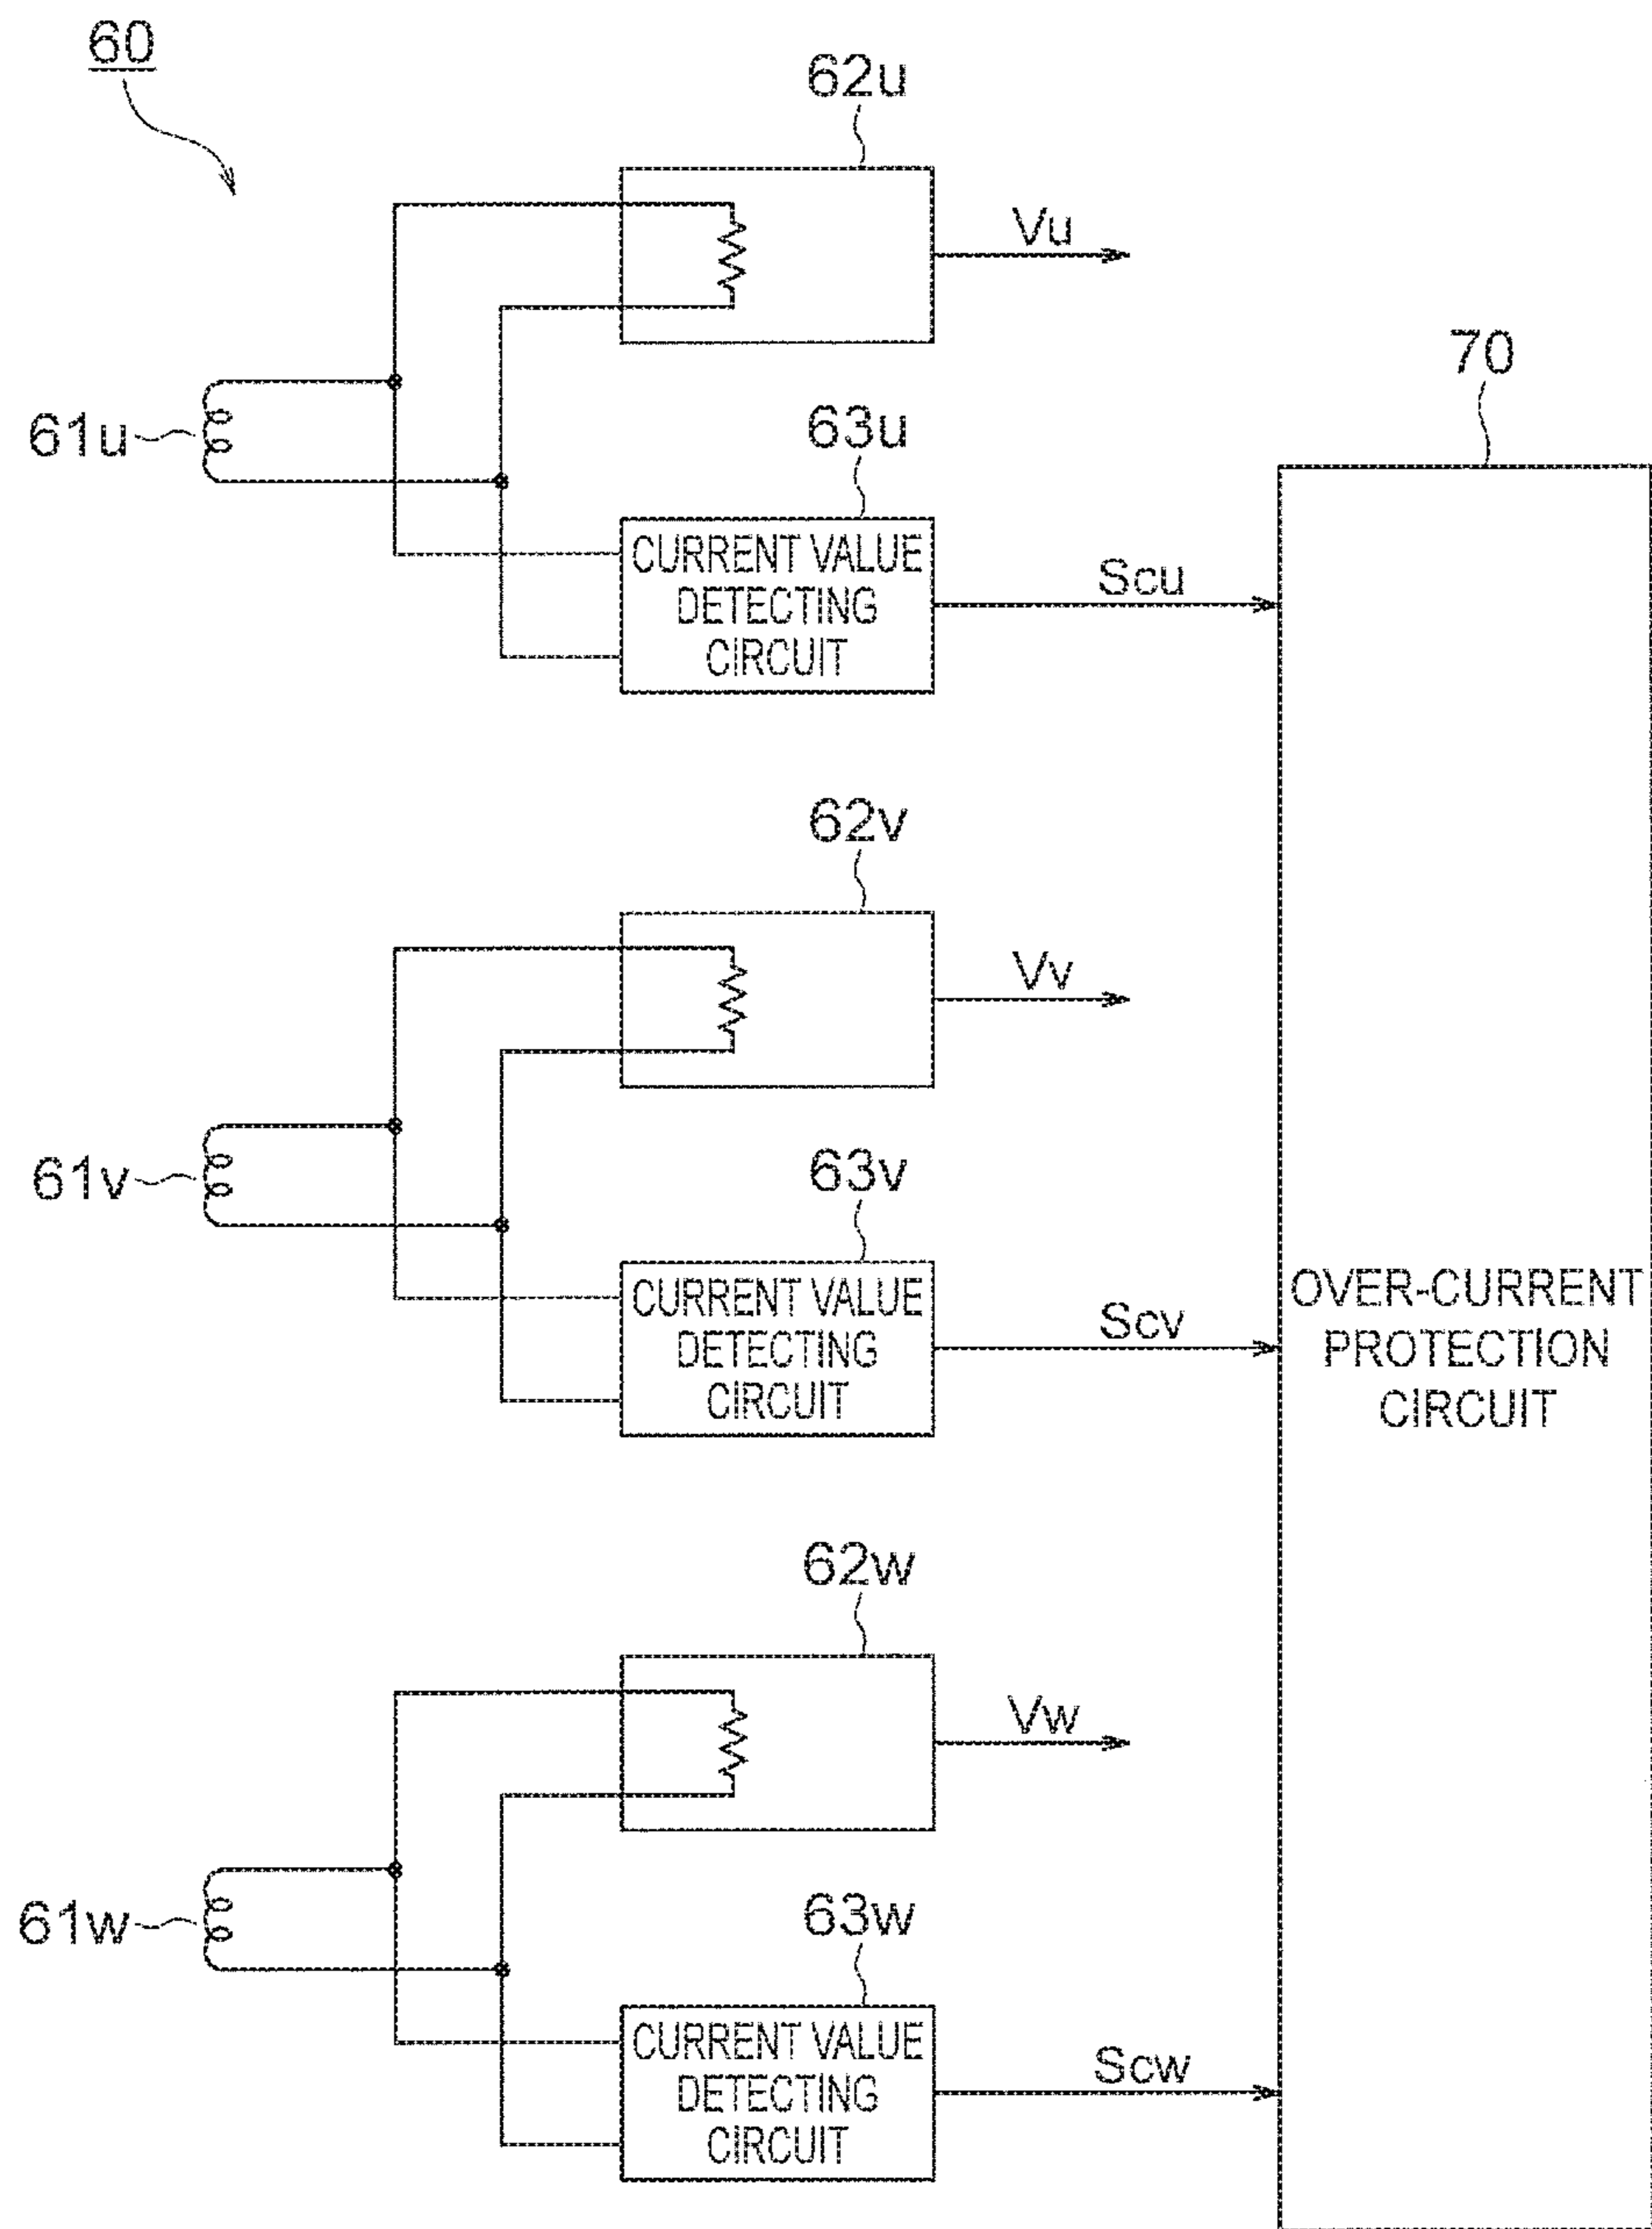 60
62u
Vu
70
61u
63u
CURRENT VALUE
DETECTING
CIRCUIT
Scu
62v
Vv
61v
63v
CURRENT VALUE
DETECTING
CIRCUIT
Scv
OVER-CURRENT
PROTECTION
CIRCUIT
62w
Vw
61w
63w
CURRENT VALUE
DETECTING
CIRCUIT
Scw